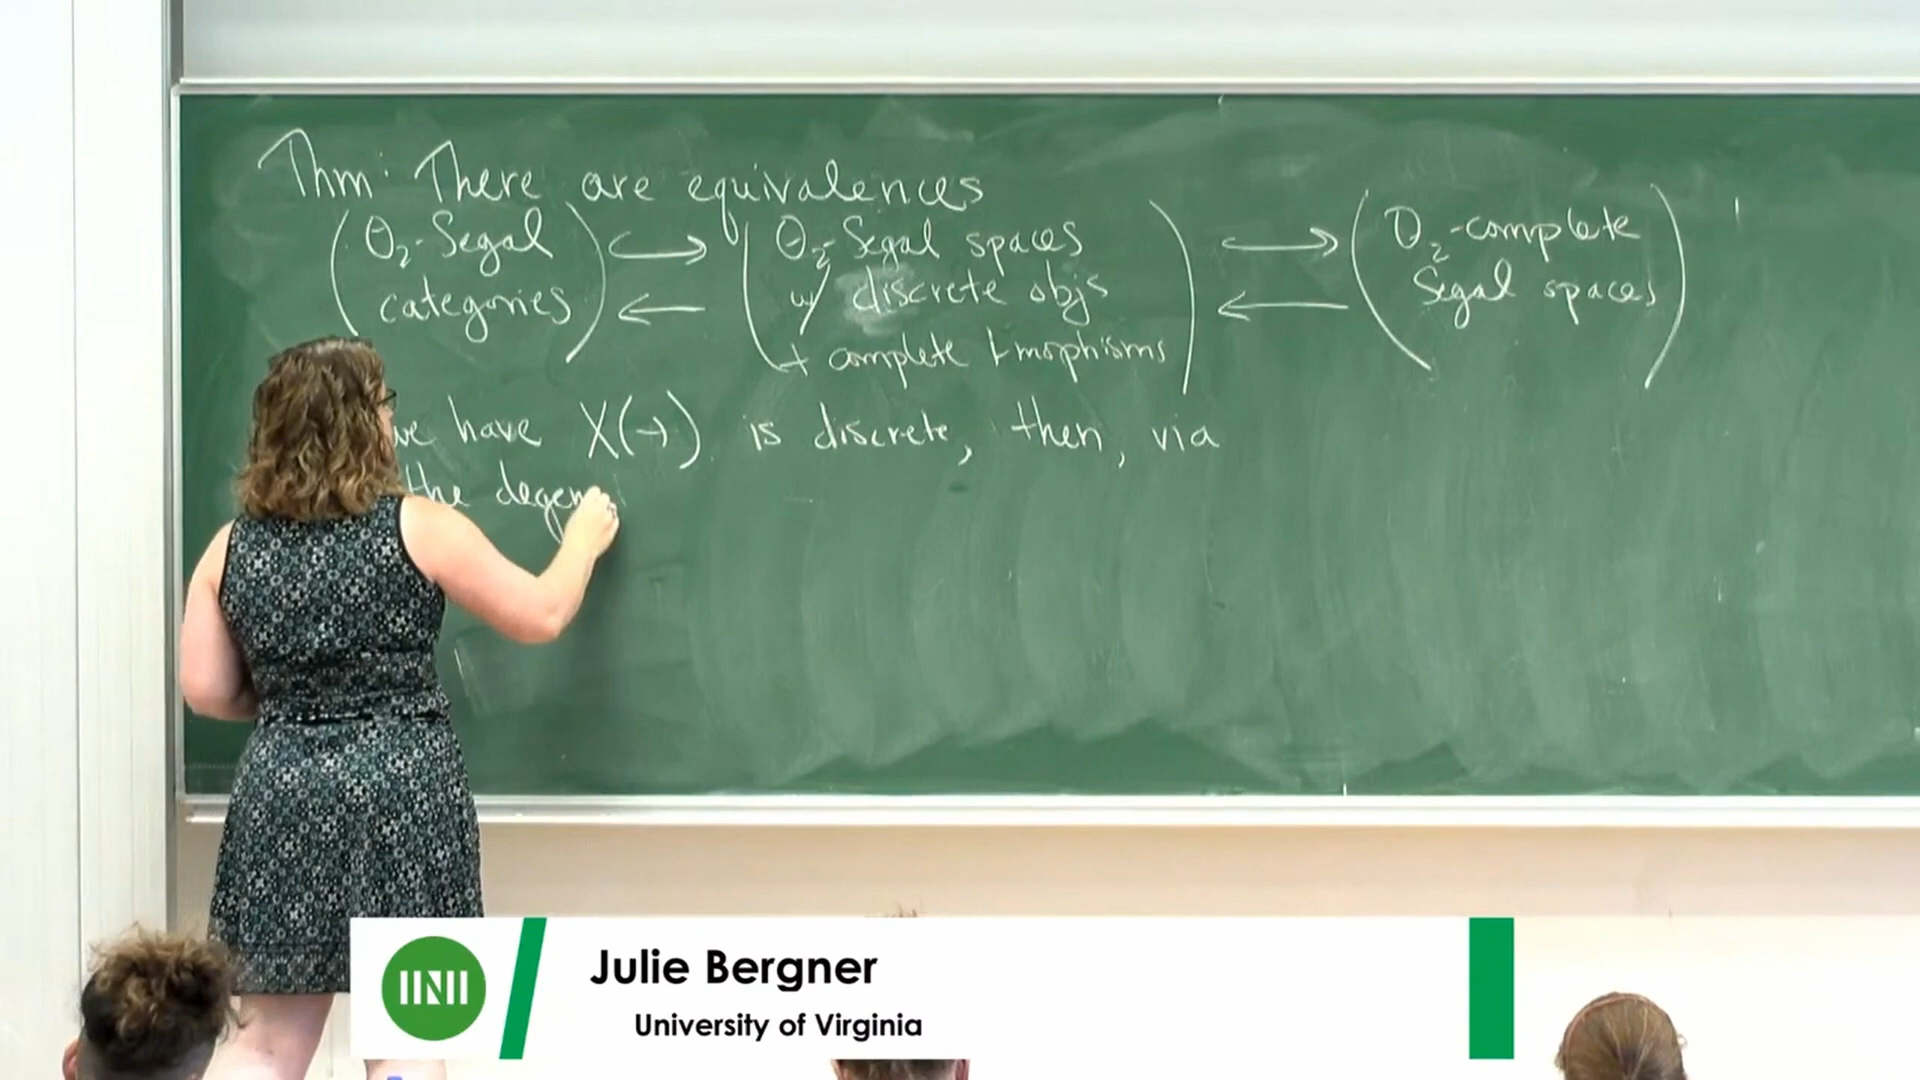 Thm: There are equivalences
(Θ₂-Segal categories) ⇄ (Θ₂-Segal spaces w/ discrete objs + complete 1-morphisms) ⇄ (Θ₂-complete Segal spaces)
we have X(→) is discrete, then, via
the degen
Julie Bergner
University of Virginia